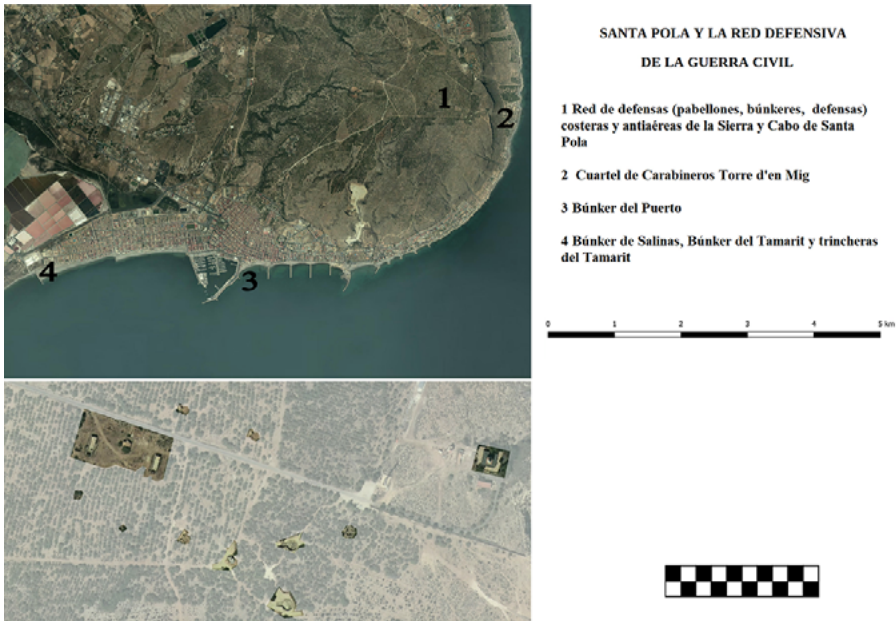 SANTA POLA Y LA RED DEFENSIVA
DE LA GUERRA CIVIL
1 Red de defensas (pabellones, búnkeres, defensas)
costeras y antiaéreas de la Sierra y Cabo de Santa
Pola
2 Cuartel de Carabineros Torre d'en Mig
3 Búnker del Puerto
4 Búnker de Salinas, Búnker del Tamarit y trincheras
del Tamarit
0 1 2 3 4 5 km
1
2
3
4